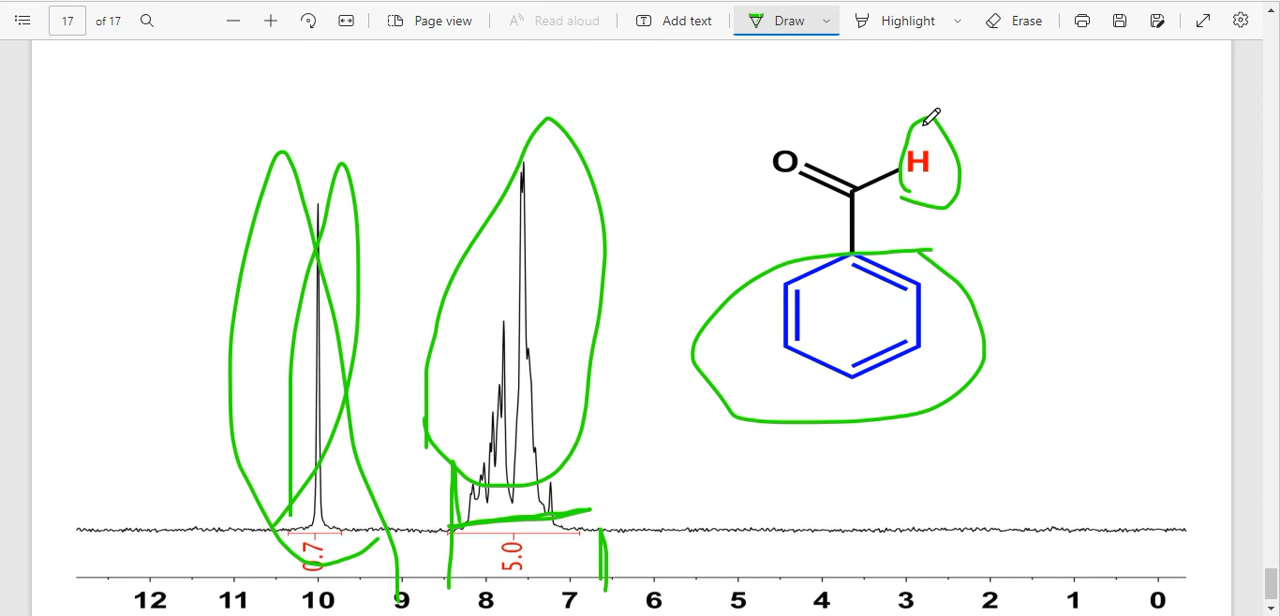 17 of 17 Page view Read aloud Add text Draw Highlight Erase
O H
0.7 5.0
12 11 10 9 8 7 6 5 4 3 2 1 0